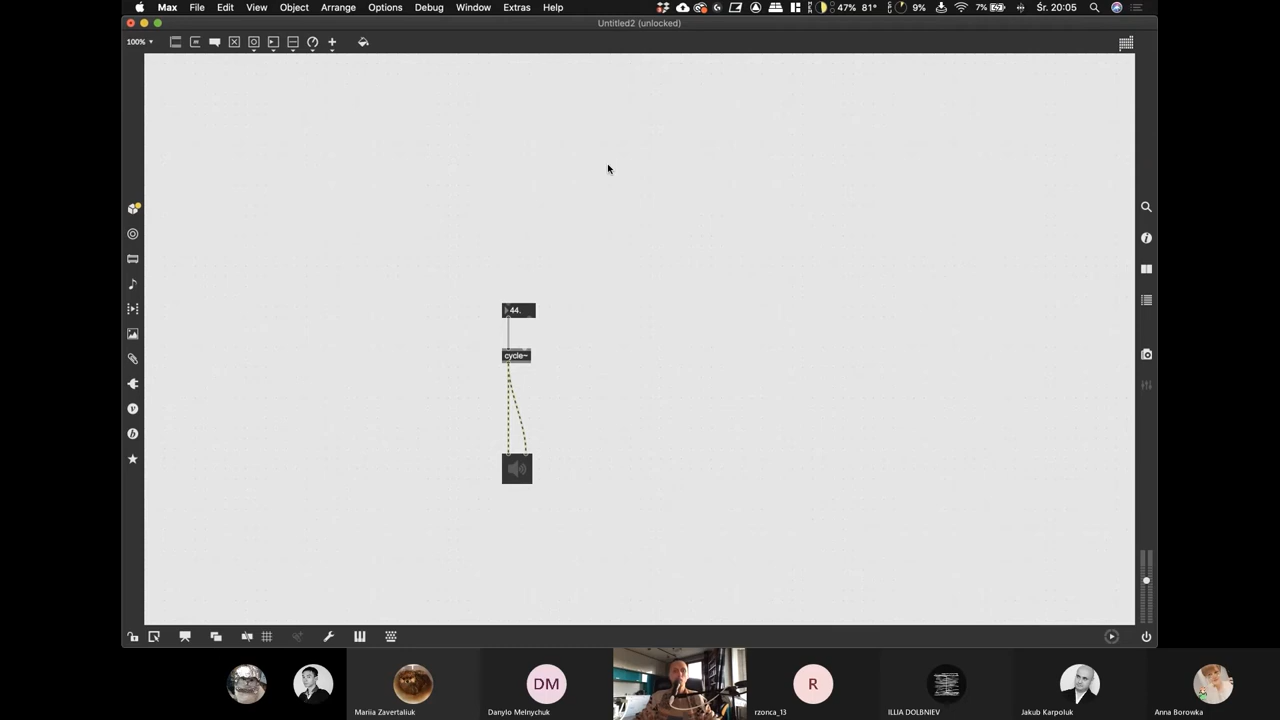 Max File Edit View Object Arrange Options Debug Window Extras Help 47% 81° 9% 7% Śr. 20:05
Untitled2 (unlocked)
100%
44.
cycle~
Mariia Zavertaliuk
DM
Danylo Melnychuk
R
rzonca_13
ILLIA DOLBNIEV
Jakub Karpoluk
Anna Borowka